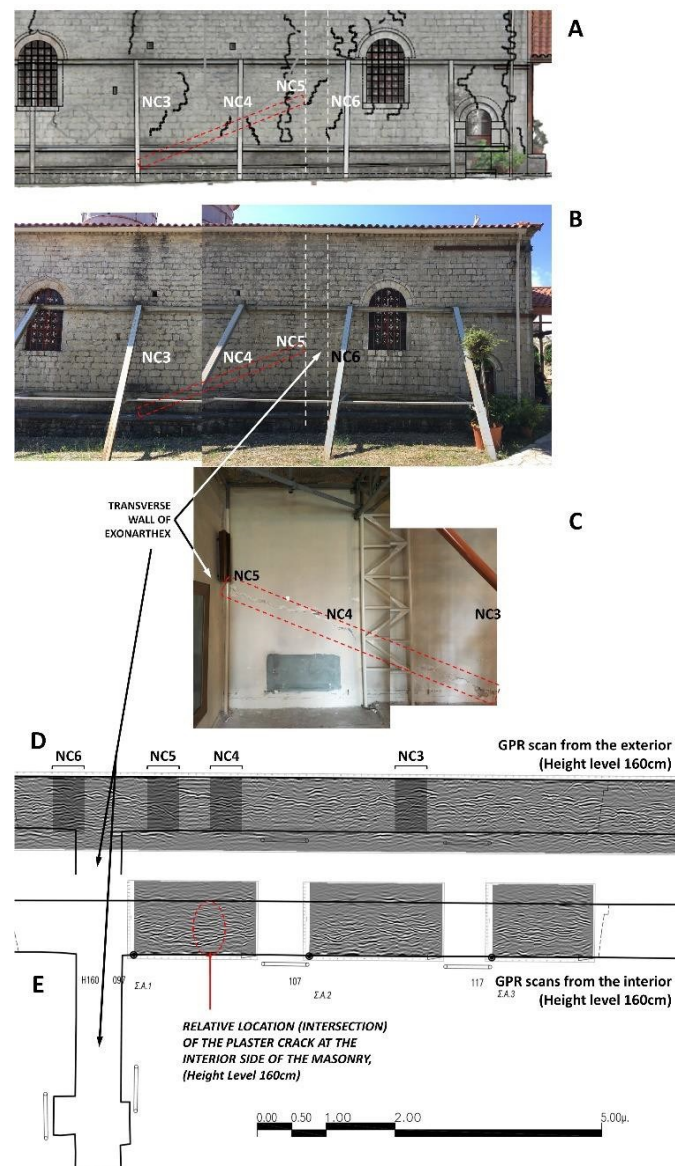 A
NC3
NC4
NC5
NC6
B
NC3
NC4
NC5
NC6
TRANSVERSE
WALL OF
EXONARTHEX
C
NC5
NC4
NC3
D
NC6
NC5
NC4
NC3
GPR scan from the exterior
(Height level 160cm)
E
H160
097
Σ.Α.1
107
Σ.Α.2
117
Σ.Α.3
GPR scans from the interior
(Height level 160cm)
RELATIVE LOCATION (INTERSECTION)
OF THE PLASTER CRACK AT THE
INTERIOR SIDE OF THE MASONRY,
(Height Level 160cm)
0.00 0.50 1.00 2.00 5.00μ.